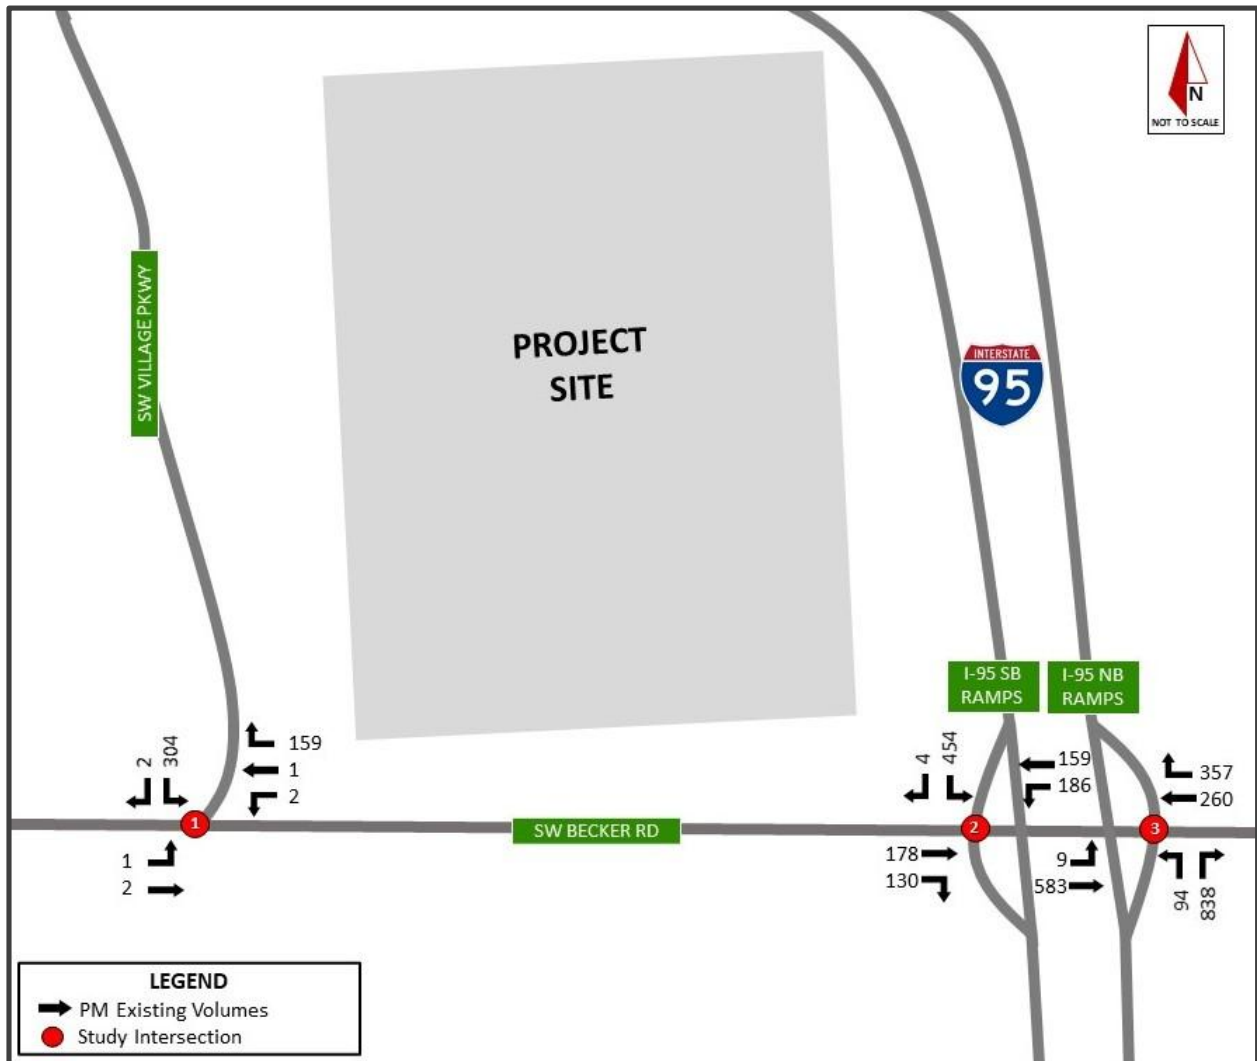 N
NOT TO SCALE
SW VILLAGE PKWY
PROJECT
SITE
INTERSTATE
95
I-95 SB
RAMPS
I-95 NB
RAMPS
2
304
159
1
2
1
1
2
SW BECKER RD
4
454
159
186
2
178
130
9
583
3
357
260
94
838
LEGEND
PM Existing Volumes
Study Intersection